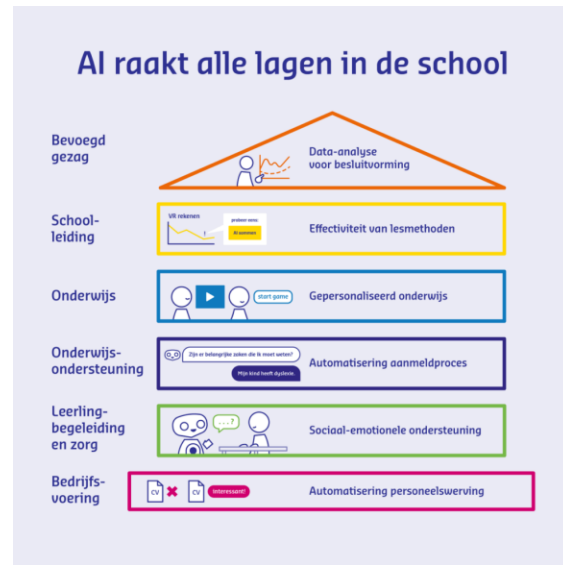 AI raakt alle lagen in de school
Bevoegd
gezag
Data-analyse
voor besluitvorming
School-
leiding
VR rekenen
!
probeer eens
AI aannem
Effectiviteit van lesmethoden
Onderwijs
start game
Gepersonaliseerd onderwijs
Onderwijs-
ondersteuning
Zijn er belangrijke zaken die ik moet weten?
Mijn kind heeft dyslexie.
Automatisering aanmeldproces
Leerling-
begeleiding
en zorg
...?
Sociaal-emotionele ondersteuning
Bedrijfs-
voering
CV
CV
Interessant!
Automatisering personeelswerving